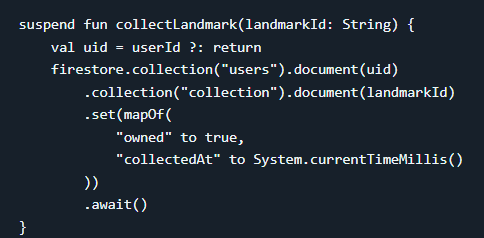 suspend fun collectLandmark(landmarkId: String) {
    val uid = userId ?: return
    firestore.collection("users").document(uid)
        .collection("collection").document(landmarkId)
        .set(mapOf(
            "owned" to true,
            "collectedAt" to System.currentTimeMillis()
        ))
        .await()
}